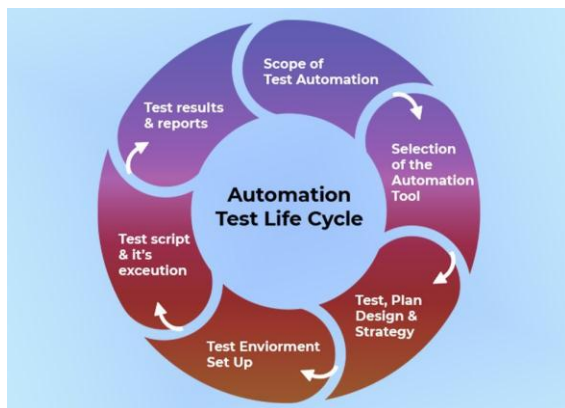 Automation
Test Life Cycle
Scope of
Test Automation
Selection
of the
Automation
Tool
Test, Plan
Design &
Strategy
Test Enviorment
Set Up
Test script
& it's
exceution
Test results
& reports